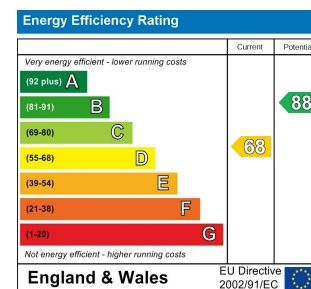 Energy Efficiency Rating
Current Potentia
Very energy efficient - lower running costs
(92 plus) A
(81-91) B
88
(69-80) C
68
(55-68) D
(39-54) E
(21-38) F
(1-20) G
Not energy efficient - higher running costs
England & Wales
EU Directive
2002/91/EC